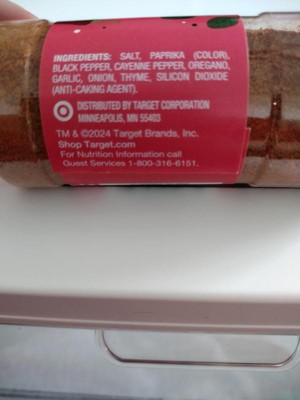 INGREDIENTS: SALT, PAPRIKA (COLOR),
BLACK PEPPER, CAYENNE PEPPER, OREGANO,
GARLIC, ONION, THYME, SILICON DIOXIDE
(ANTI-CAKING AGENT).
DISTRIBUTED BY TARGET CORPORATION
MINNEAPOLIS, MN 55403
TM & ©2024 Target Brands, Inc.
Shop Target.com
For Nutrition Information call
Guest Services 1-800-316-6151.